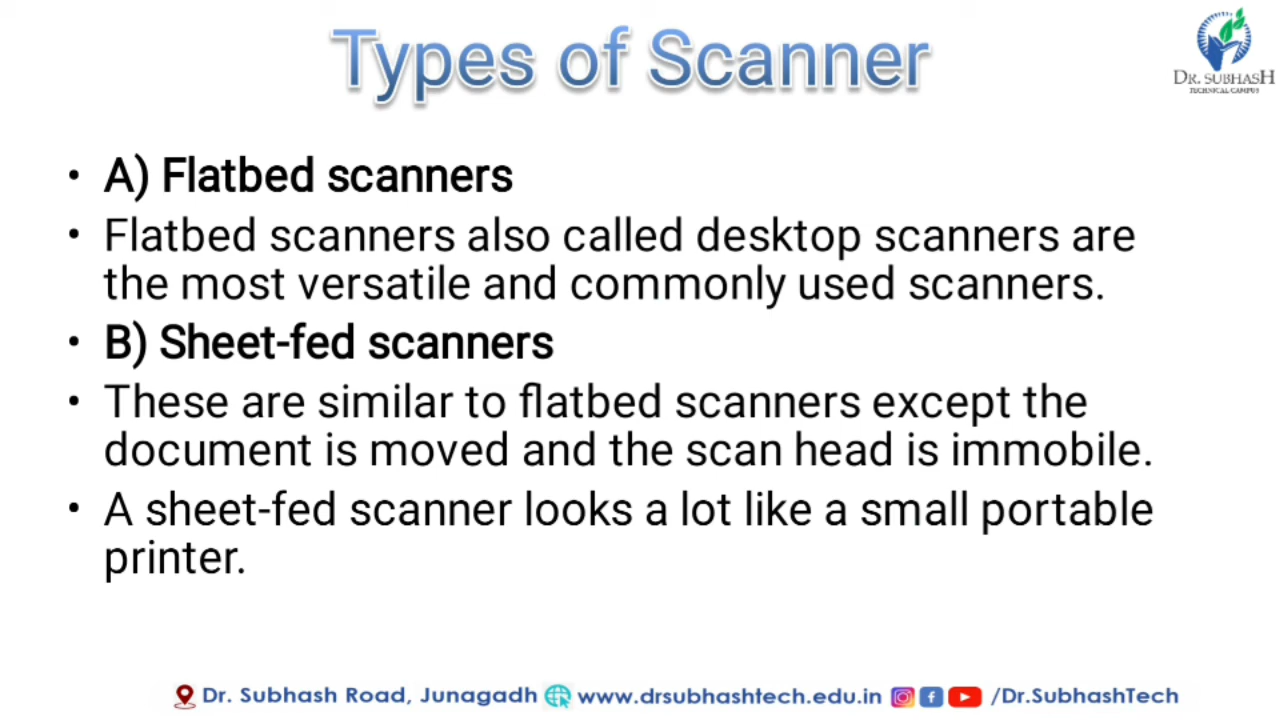 Types of Scanner
DR. SUBHASH
TECHNICAL CAMPUS
• A) Flatbed scanners
• Flatbed scanners also called desktop scanners are
the most versatile and commonly used scanners.
• B) Sheet-fed scanners
• These are similar to flatbed scanners except the
document is moved and the scan head is immobile.
• A sheet-fed scanner looks a lot like a small portable
printer.
Dr. Subhash Road, Junagadh www.drsubhashtech.edu.in /Dr.SubhashTech